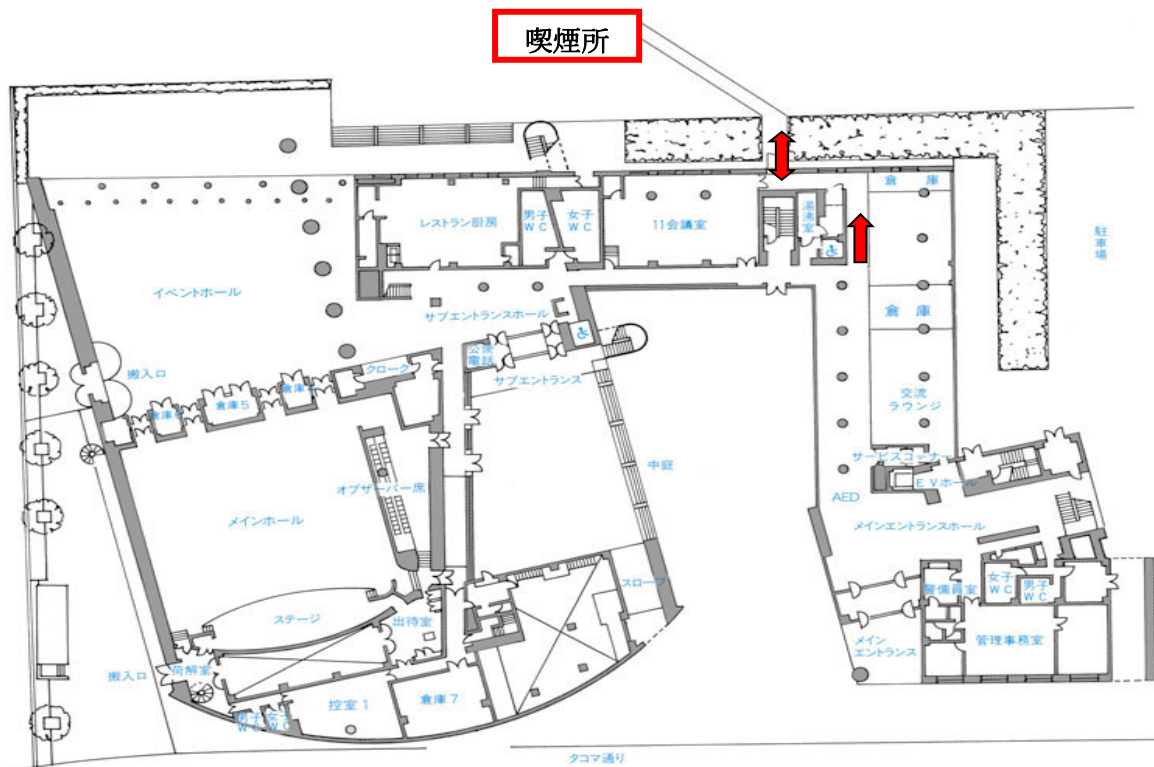 喫煙所
倉 庫
湯沸室
レストラン厨房
男子
WC
女子
WC
11会議室
駐車場
イベントホール
倉 庫
サブエントランスホール
公衆
電話
サブエントランス
クローク
搬入口
倉庫5
交流
ラウンジ
サービスコーナー
EVホール
中庭
オブザーバー席
AED
メインホール
メインエントランスホール
スロープ
警備員室
女子
WC
男子
WC
ステージ
出待室
管理事務室
メイン
エントランス
搬入口
荷解室
控室1
倉庫7
男子
WC
女子
WC
タコマ通り